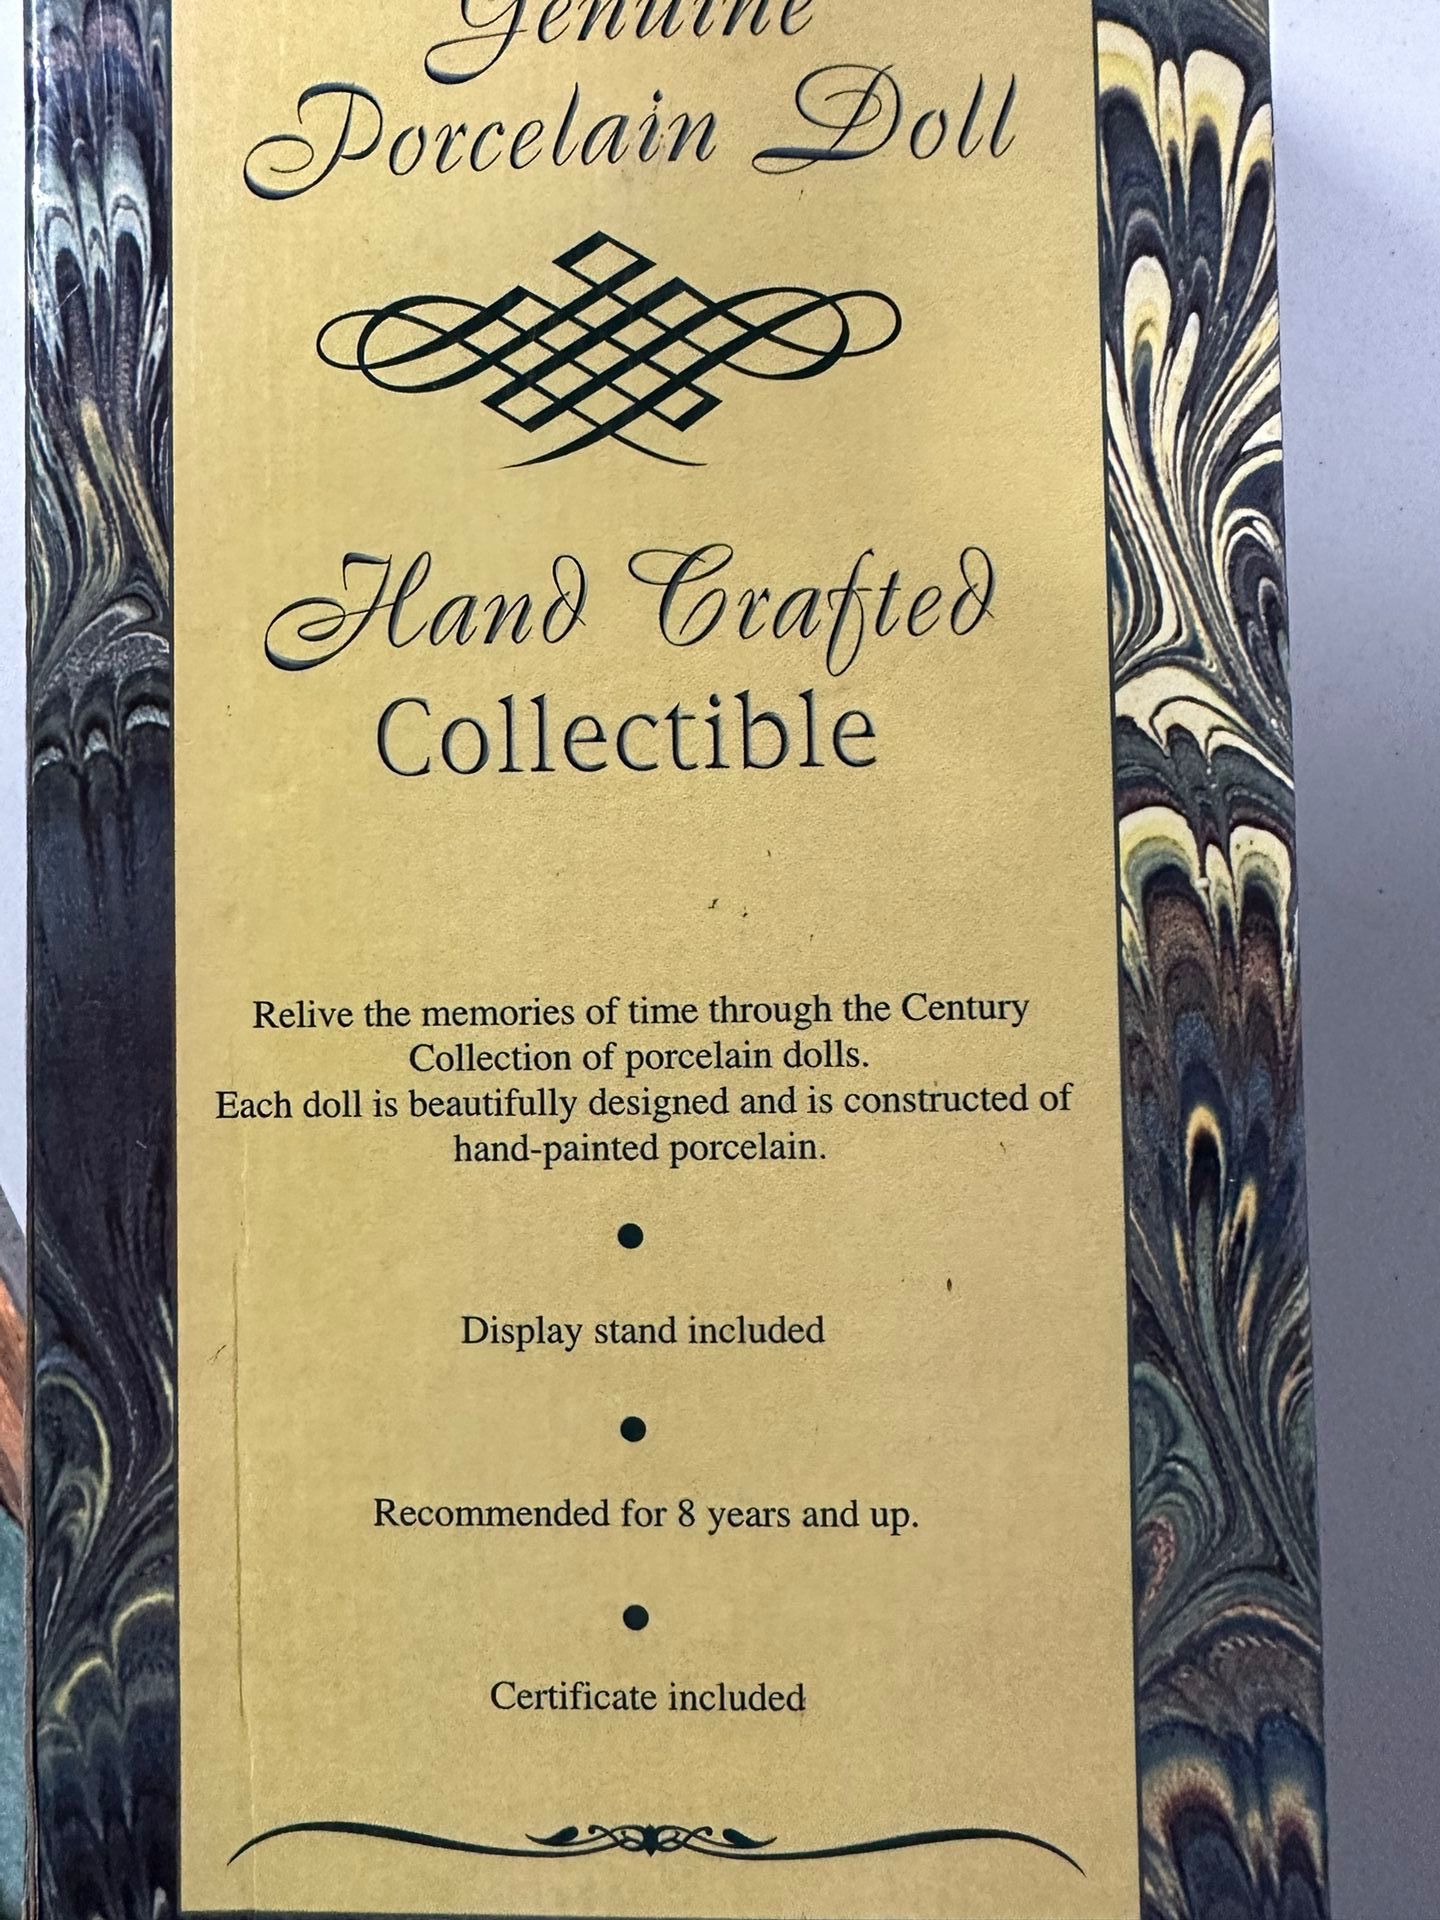 Genuine
Porcelain Doll
Hand Crafted
Collectible
Relive the memories of time through the Century
Collection of porcelain dolls.
Each doll is beautifully designed and is constructed of
hand-painted porcelain.
Display stand included
Recommended for 8 years and up.
Certificate included